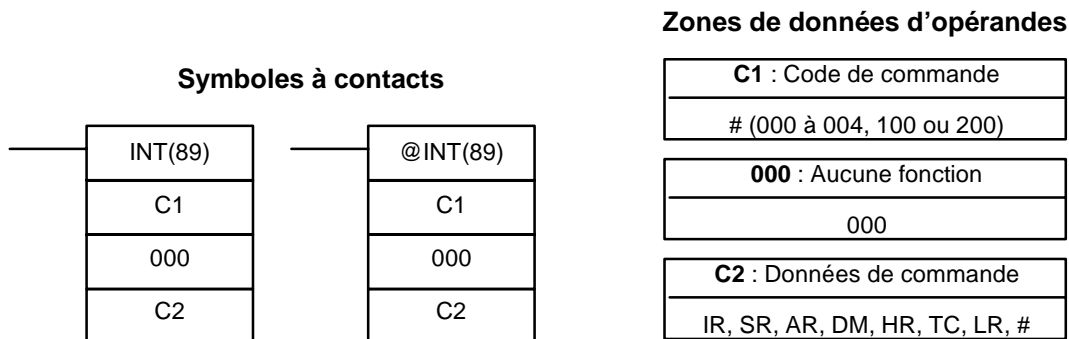 Zones de données d'opérandes
Symboles à contacts
C1 : Code de commande
# (000 à 004, 100 ou 200)
INT(89)
@INT(89)
000 : Aucune fonction
C1
C1
000
000
000
C2 : Données de commande
C2
C2
IR, SR, AR, DM, HR, TC, LR, #